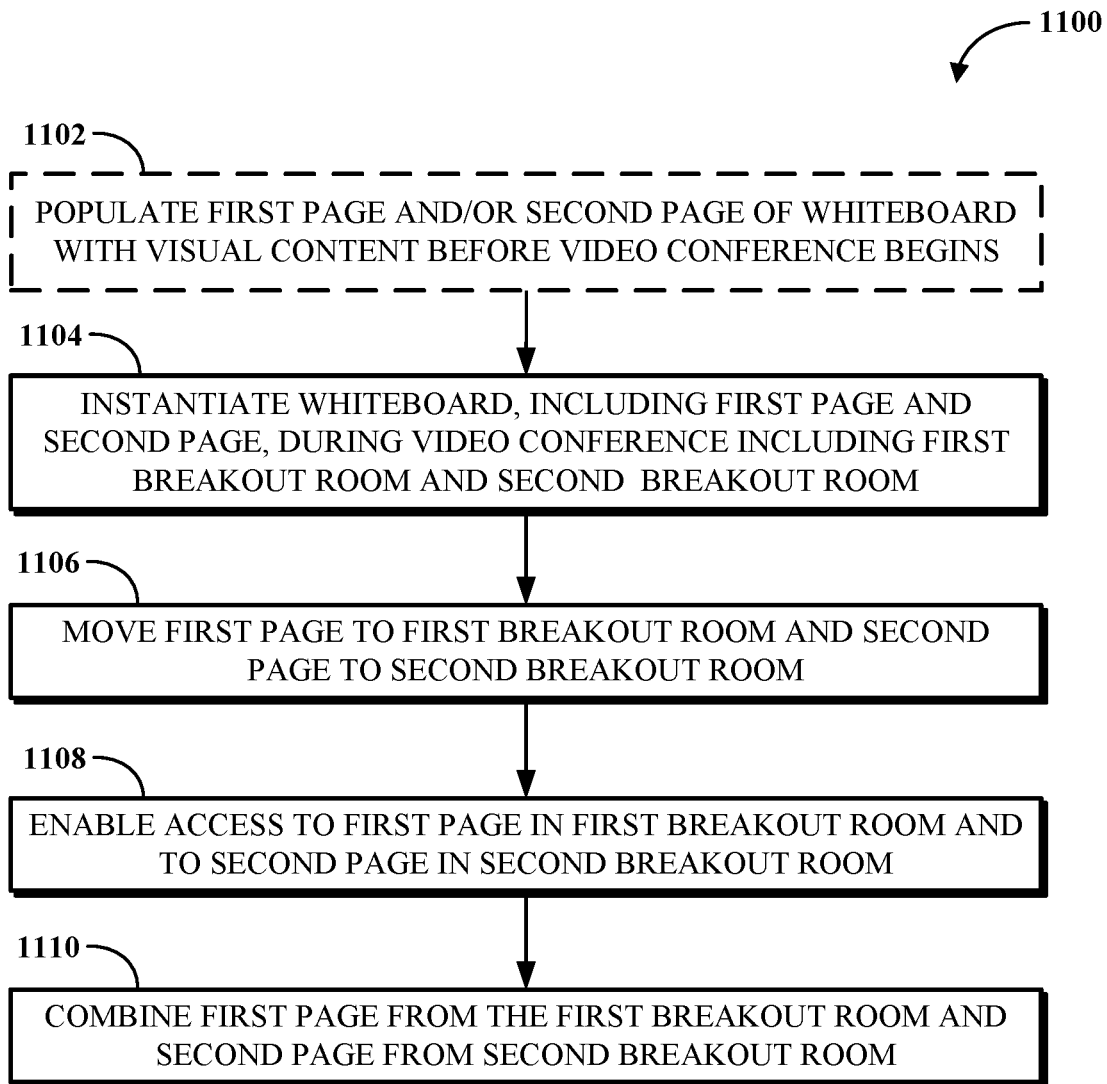 1100
1102
POPULATE FIRST PAGE AND/OR SECOND PAGE OF WHITEBOARD
WITH VISUAL CONTENT BEFORE VIDEO CONFERENCE BEGINS
1104
INSTANTIATE WHITEBOARD, INCLUDING FIRST PAGE AND
SECOND PAGE, DURING VIDEO CONFERENCE INCLUDING FIRST
BREAKOUT ROOM AND SECOND BREAKOUT ROOM
1106
MOVE FIRST PAGE TO FIRST BREAKOUT ROOM AND SECOND
PAGE TO SECOND BREAKOUT ROOM
1108
ENABLE ACCESS TO FIRST PAGE IN FIRST BREAKOUT ROOM AND
TO SECOND PAGE IN SECOND BREAKOUT ROOM
1110
COMBINE FIRST PAGE FROM THE FIRST BREAKOUT ROOM AND
SECOND PAGE FROM SECOND BREAKOUT ROOM